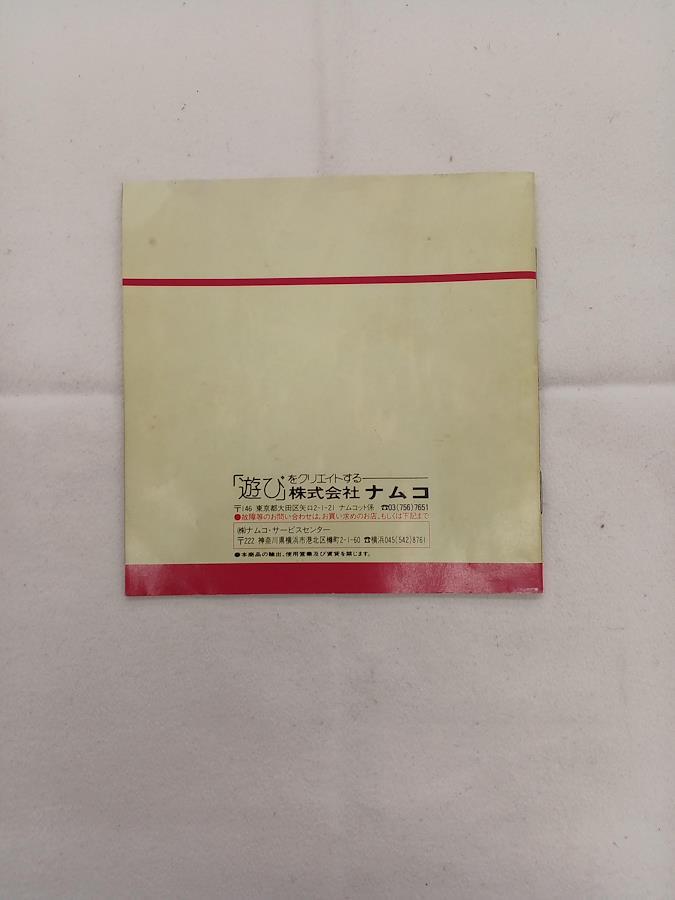 「遊び」をクリエイトする
株式会社 ナムコ
〒146 東京都大田区矢口2-1-21 ナムコット係 ☎03(756)7651
●故障等のお問い合わせは、お買い求めのお店、もしくは下記まで
㈱ナムコ・サービスセンター
〒222 神奈川県横浜市港北区樽町2-1-60 ☎横浜045(542)8761
●本商品の輸出、使用営業及び賃貸を禁じます。